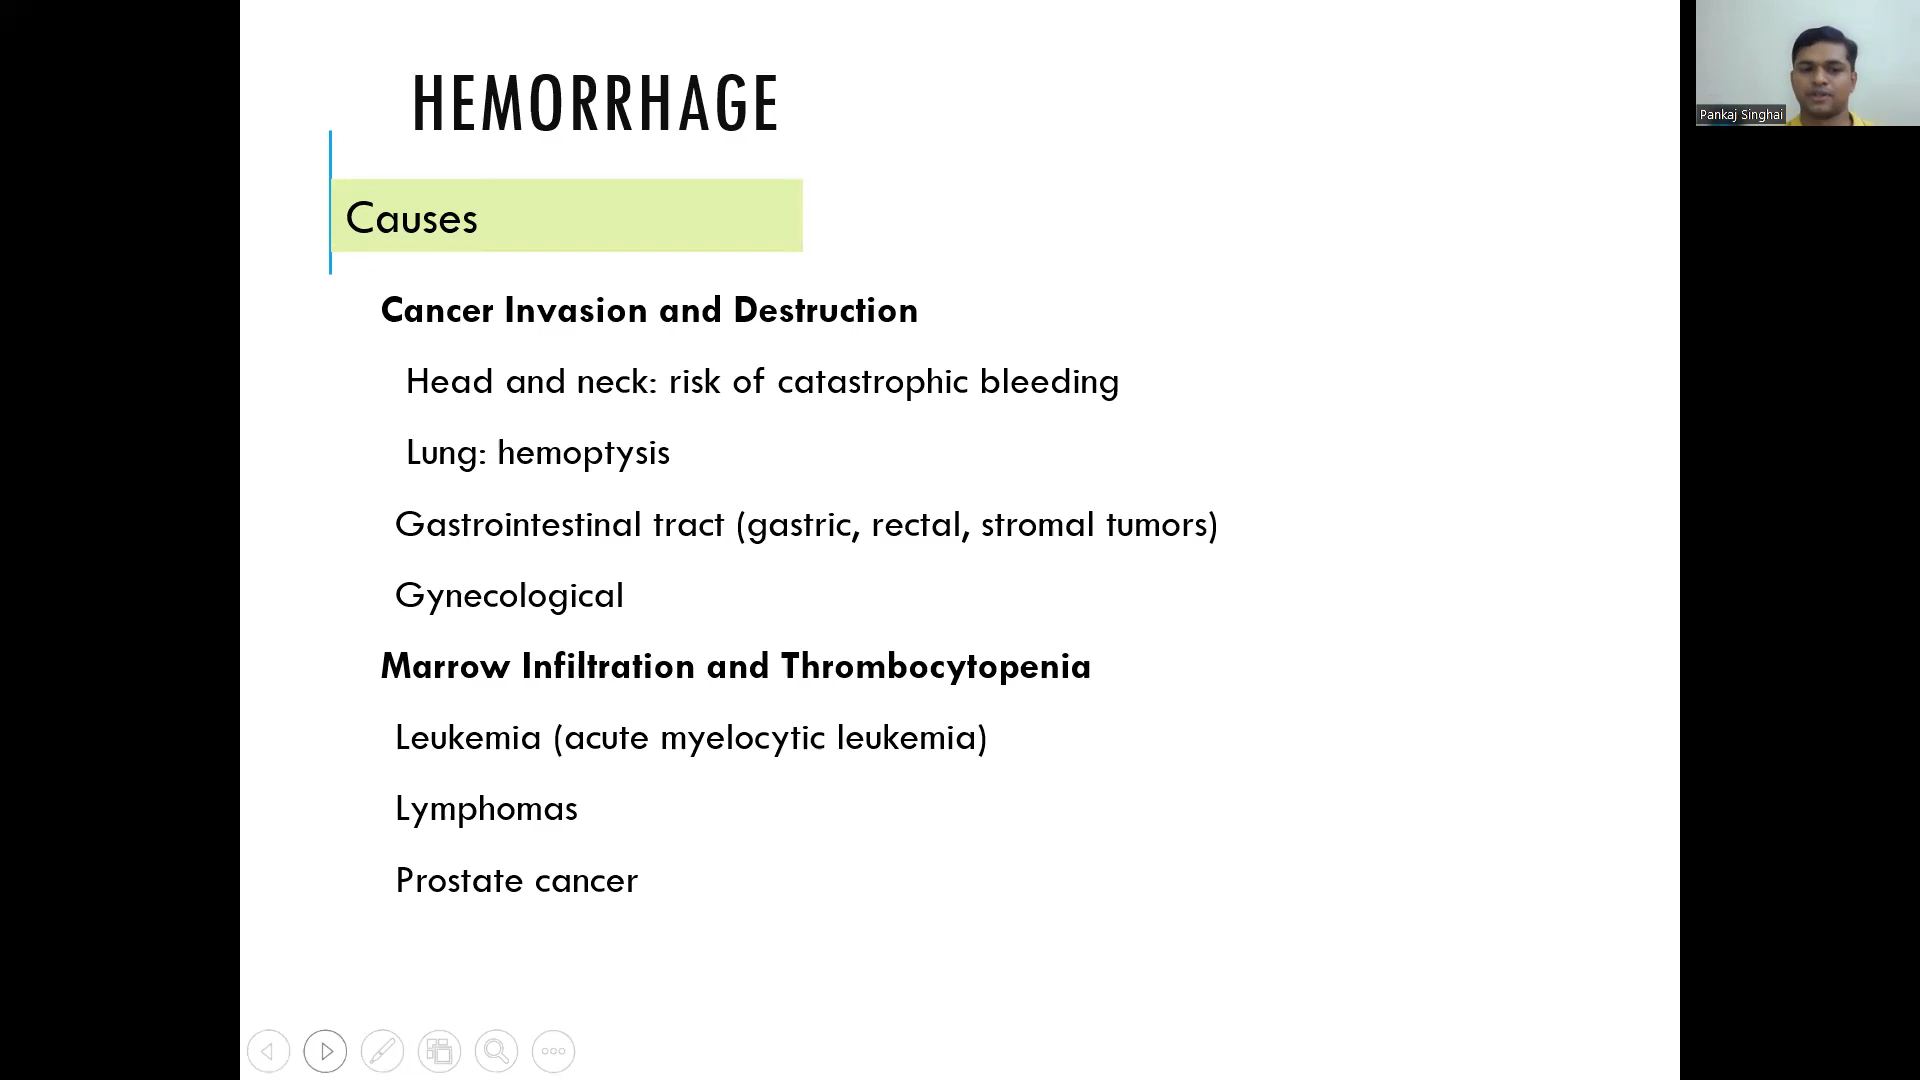 HEMORRHAGE
Causes
Cancer Invasion and Destruction
Head and neck: risk of catastrophic bleeding
Lung: hemoptysis
Gastrointestinal tract (gastric, rectal, stromal tumors)
Gynecological
Marrow Infiltration and Thrombocytopenia
Leukemia (acute myelocytic leukemia)
Lymphomas
Prostate cancer
Pankaj Singhai